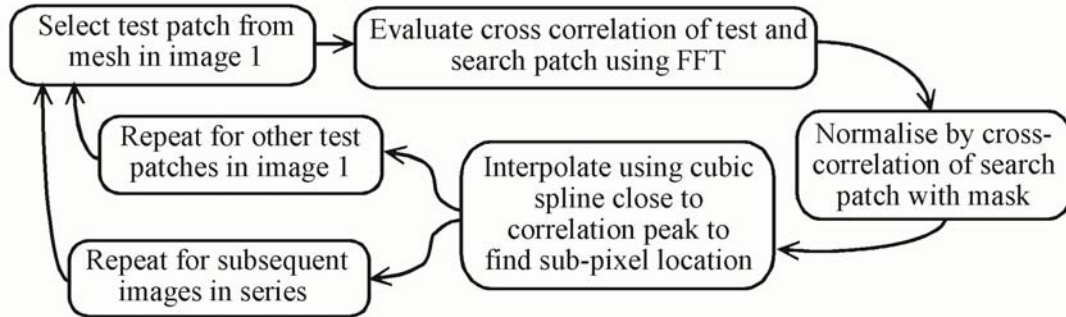 Select test patch from
mesh in image 1
Evaluate cross correlation of test and
search patch using FFT
Normalise by cross-
correlation of search
patch with mask
Interpolate using cubic
spline close to
correlation peak to
find sub-pixel location
Repeat for other test
patches in image 1
Repeat for subsequent
images in series